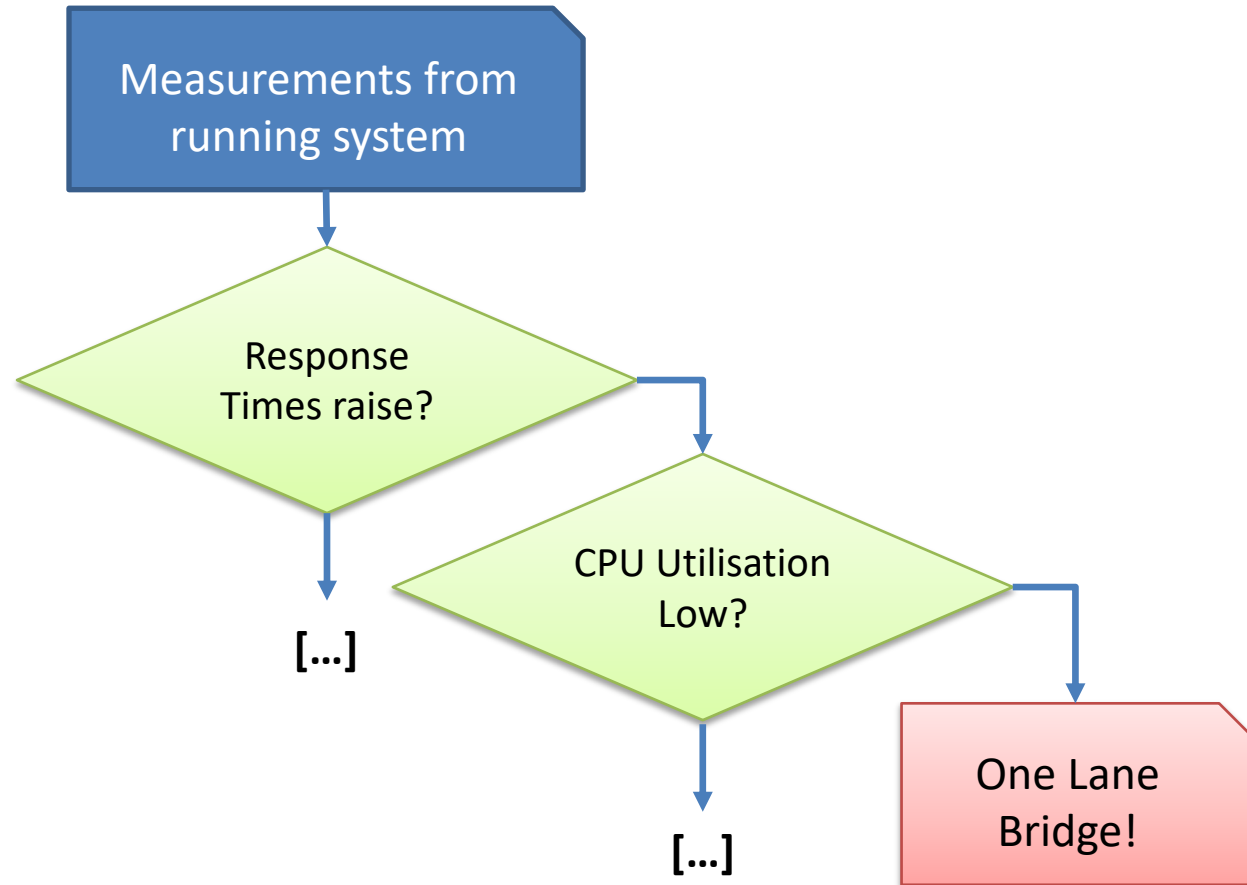 Measurements from
running system
Response
Times raise?
CPU Utilisation
Low?
[...]
One Lane
Bridge!
[...]